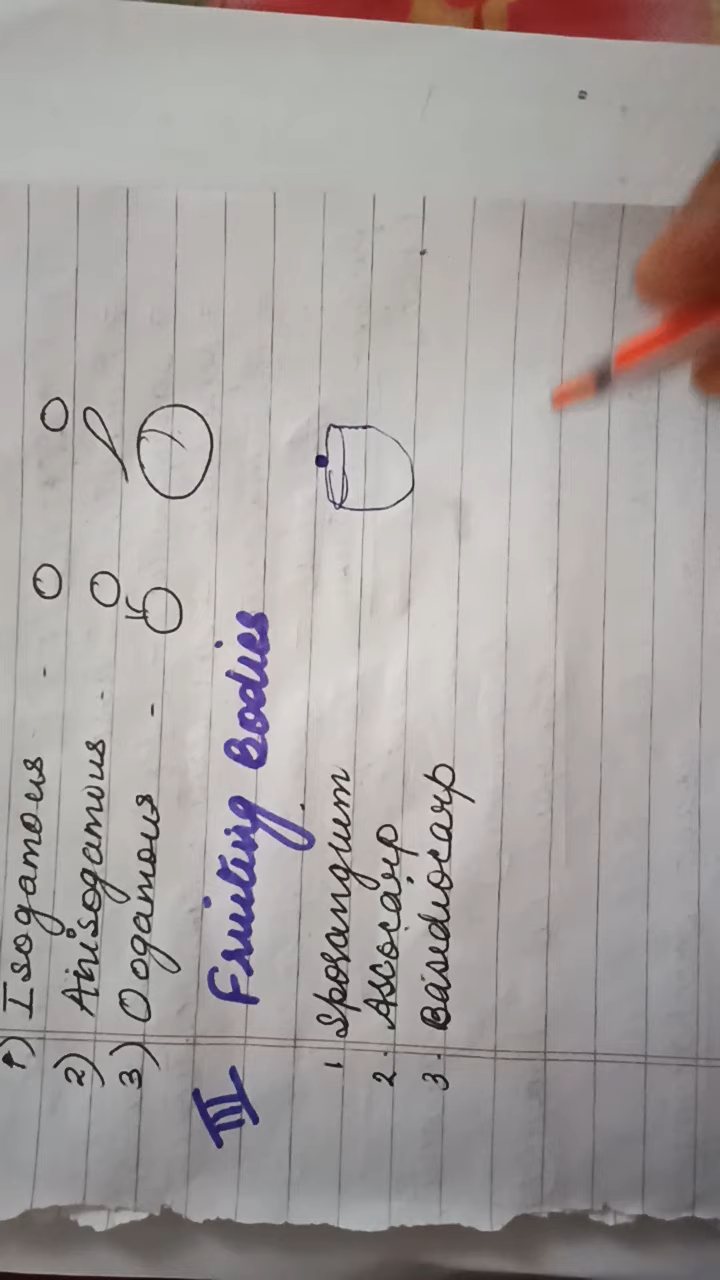 1) Isogamous -
2) Anisogamous -
3) Oogamous -
III Fruiting Bodies
1 Sporangium
2. Ascocarp
3. Basidiocarp